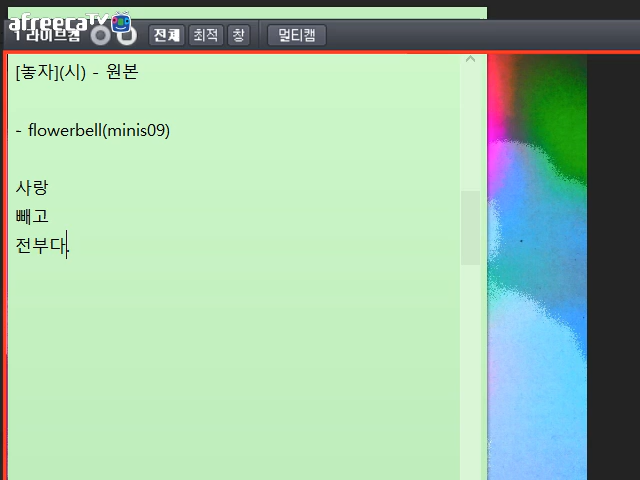 afreecaTV
1 라이브캠 전체 최적 창 멀티캠
[놓자](시) - 원본
- flowerbell(minis09)
사랑
빼고
전부다.